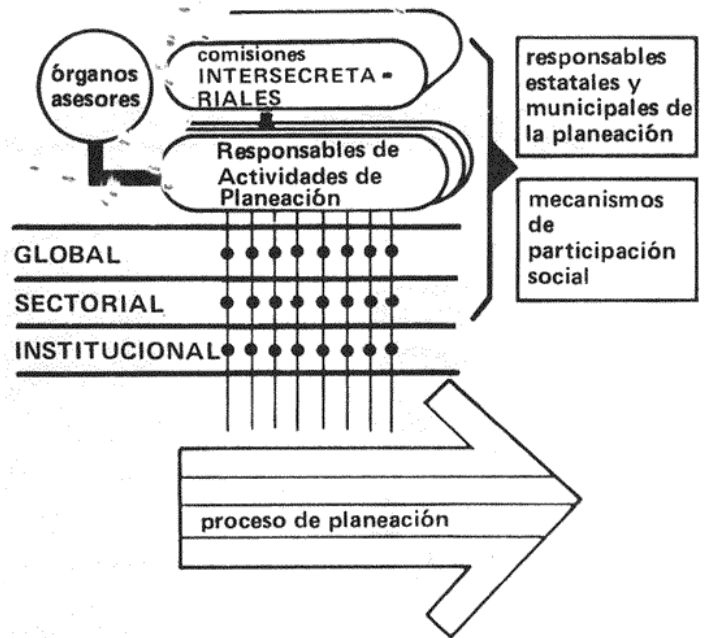 órganos
asesores
comisiones
INTERSECRETA-
RIALES
Responsables de
Actividades de
Planeación
responsables
estatales y
municipales de
la planeación
mecanismos
de
participación
social
GLOBAL
SECTORIAL
INSTITUCIONAL
proceso de planeación